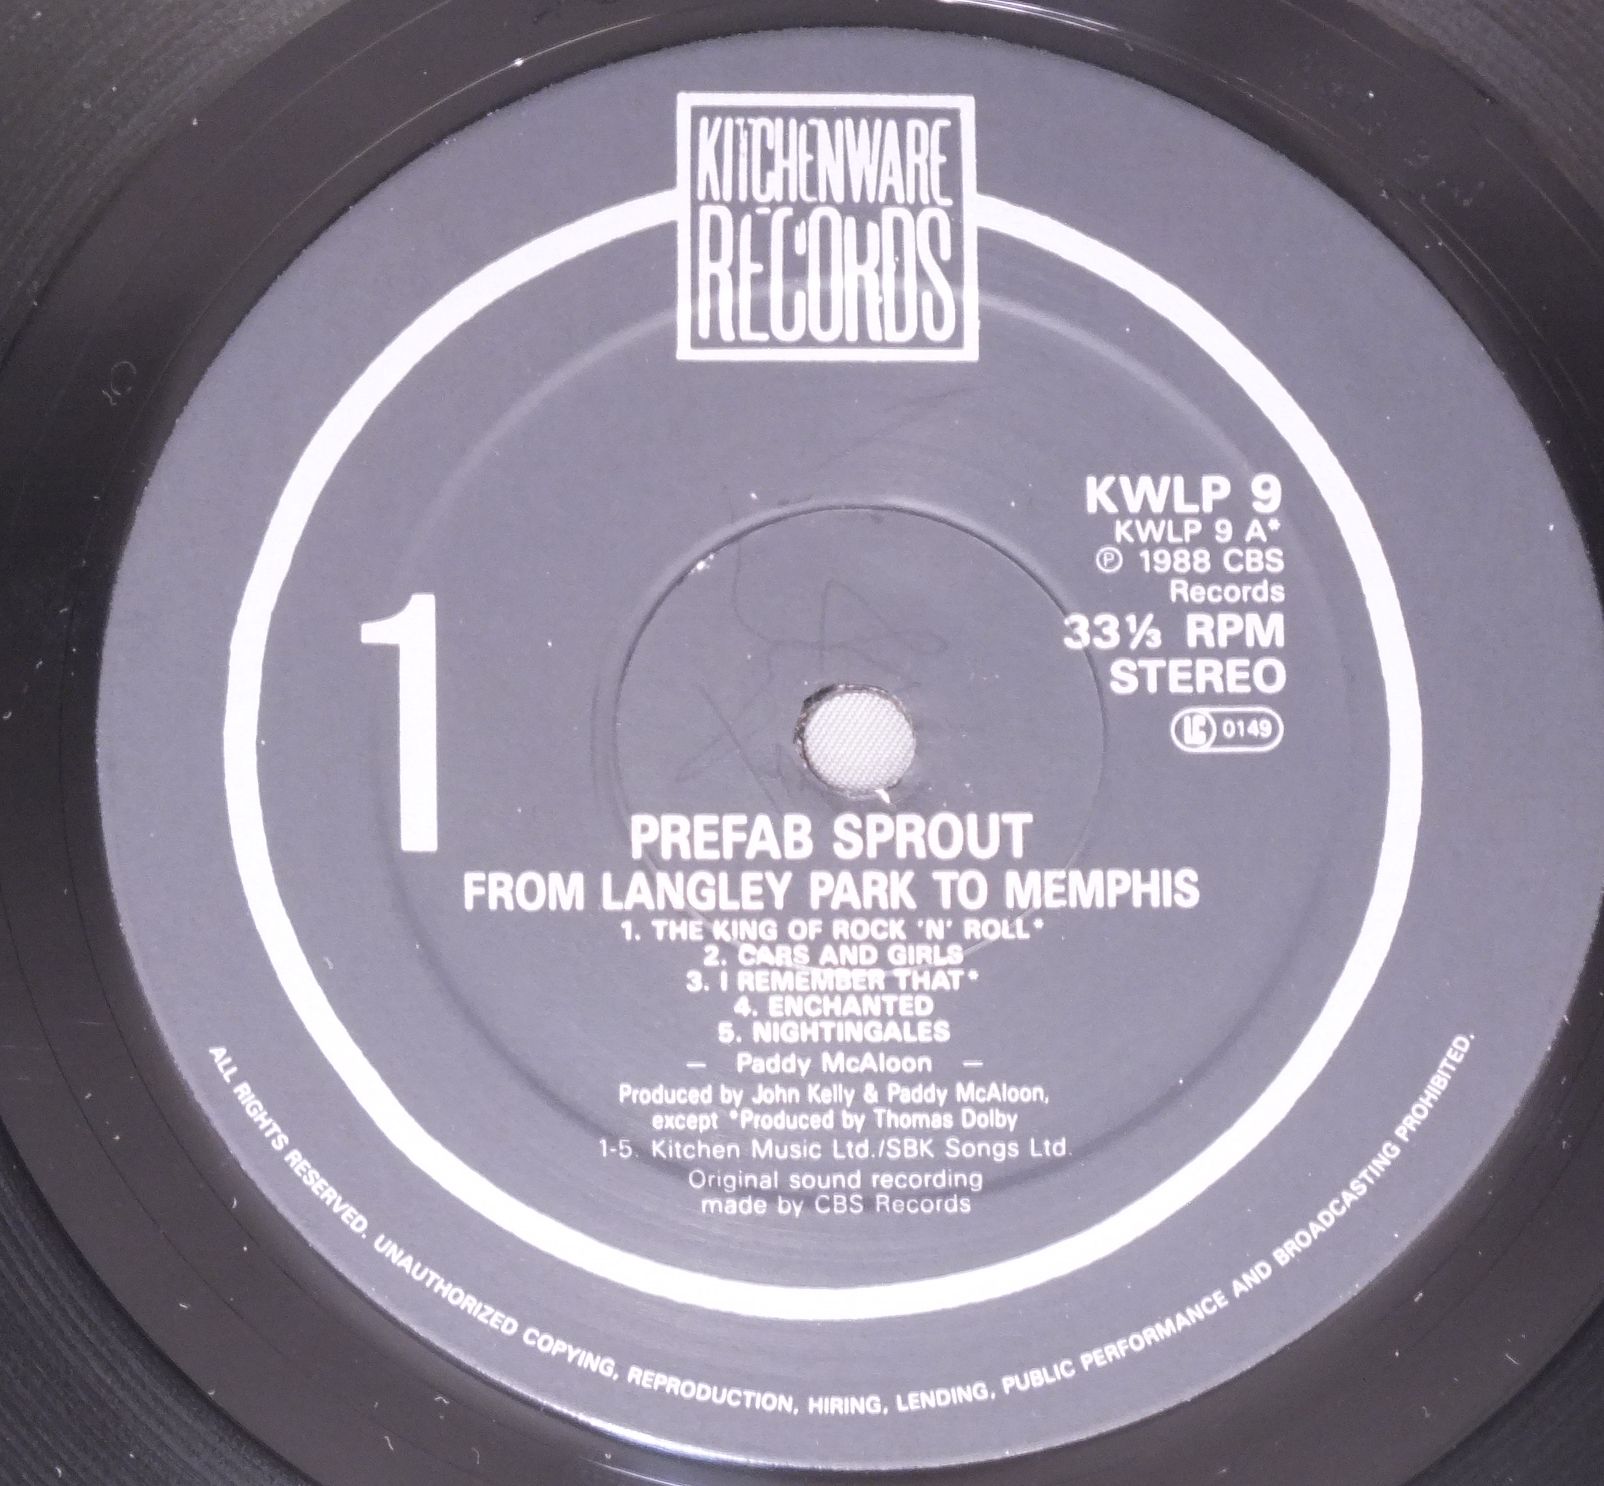 KITCHENWARE
RECORDS
KWLP 9
KWLP 9 A*
Ⓟ 1988 CBS
Records
33⅓ RPM
STEREO
LC 0149
1
PREFAB SPROUT
FROM LANGLEY PARK TO MEMPHIS
1. THE KING OF ROCK 'N' ROLL*
2. CARS AND GIRLS
3. I REMEMBER THAT*
4. ENCHANTED
5. NIGHTINGALES
— Paddy McAloon —
Produced by John Kelly & Paddy McAloon,
except *Produced by Thomas Dolby
1-5. Kitchen Music Ltd./SBK Songs Ltd.
Original sound recording
made by CBS Records
ALL RIGHTS RESERVED. UNAUTHORIZED COPYING, REPRODUCTION, HIRING, LENDING, PUBLIC PERFORMANCE AND BROADCASTING PROHIBITED.